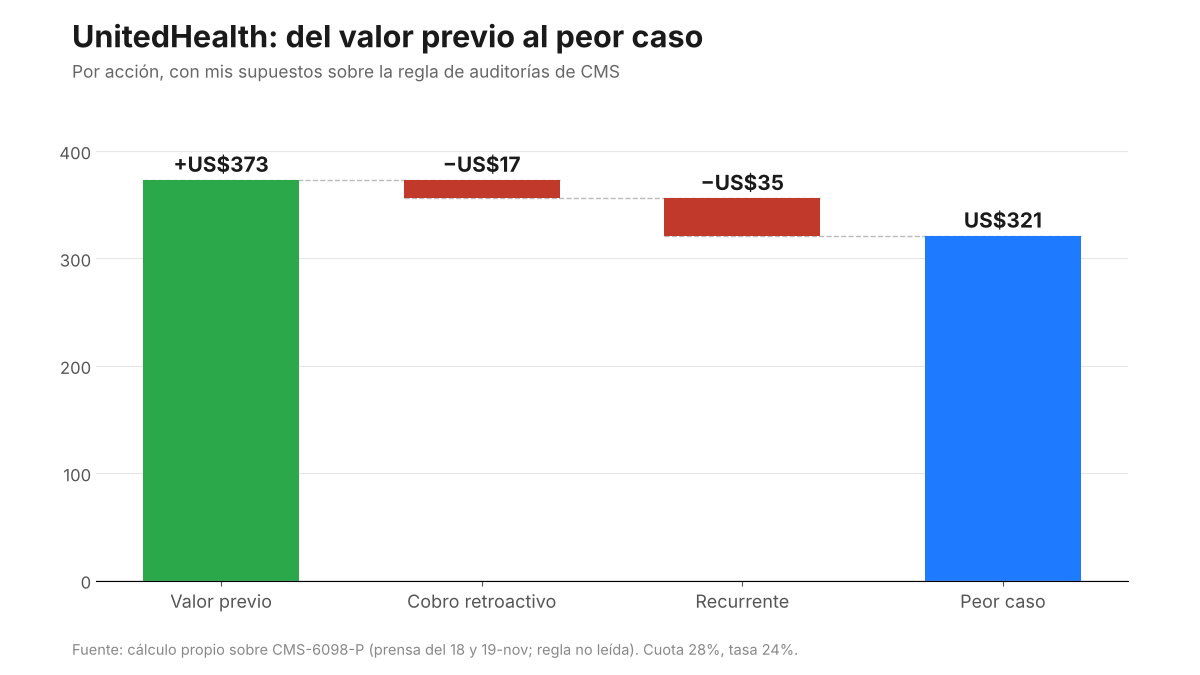 UnitedHealth: del valor previo al peor caso
Por acción, con mis supuestos sobre la regla de auditorías de CMS
400
+US$373
−US$17
−US$35
US$321
300
200
100
0
Valor previo
Cobro retroactivo
Recurrente
Peor caso
Fuente: cálculo propio sobre CMS-6098-P (prensa del 18 y 19-nov; regla no leída). Cuota 28%, tasa 24%.